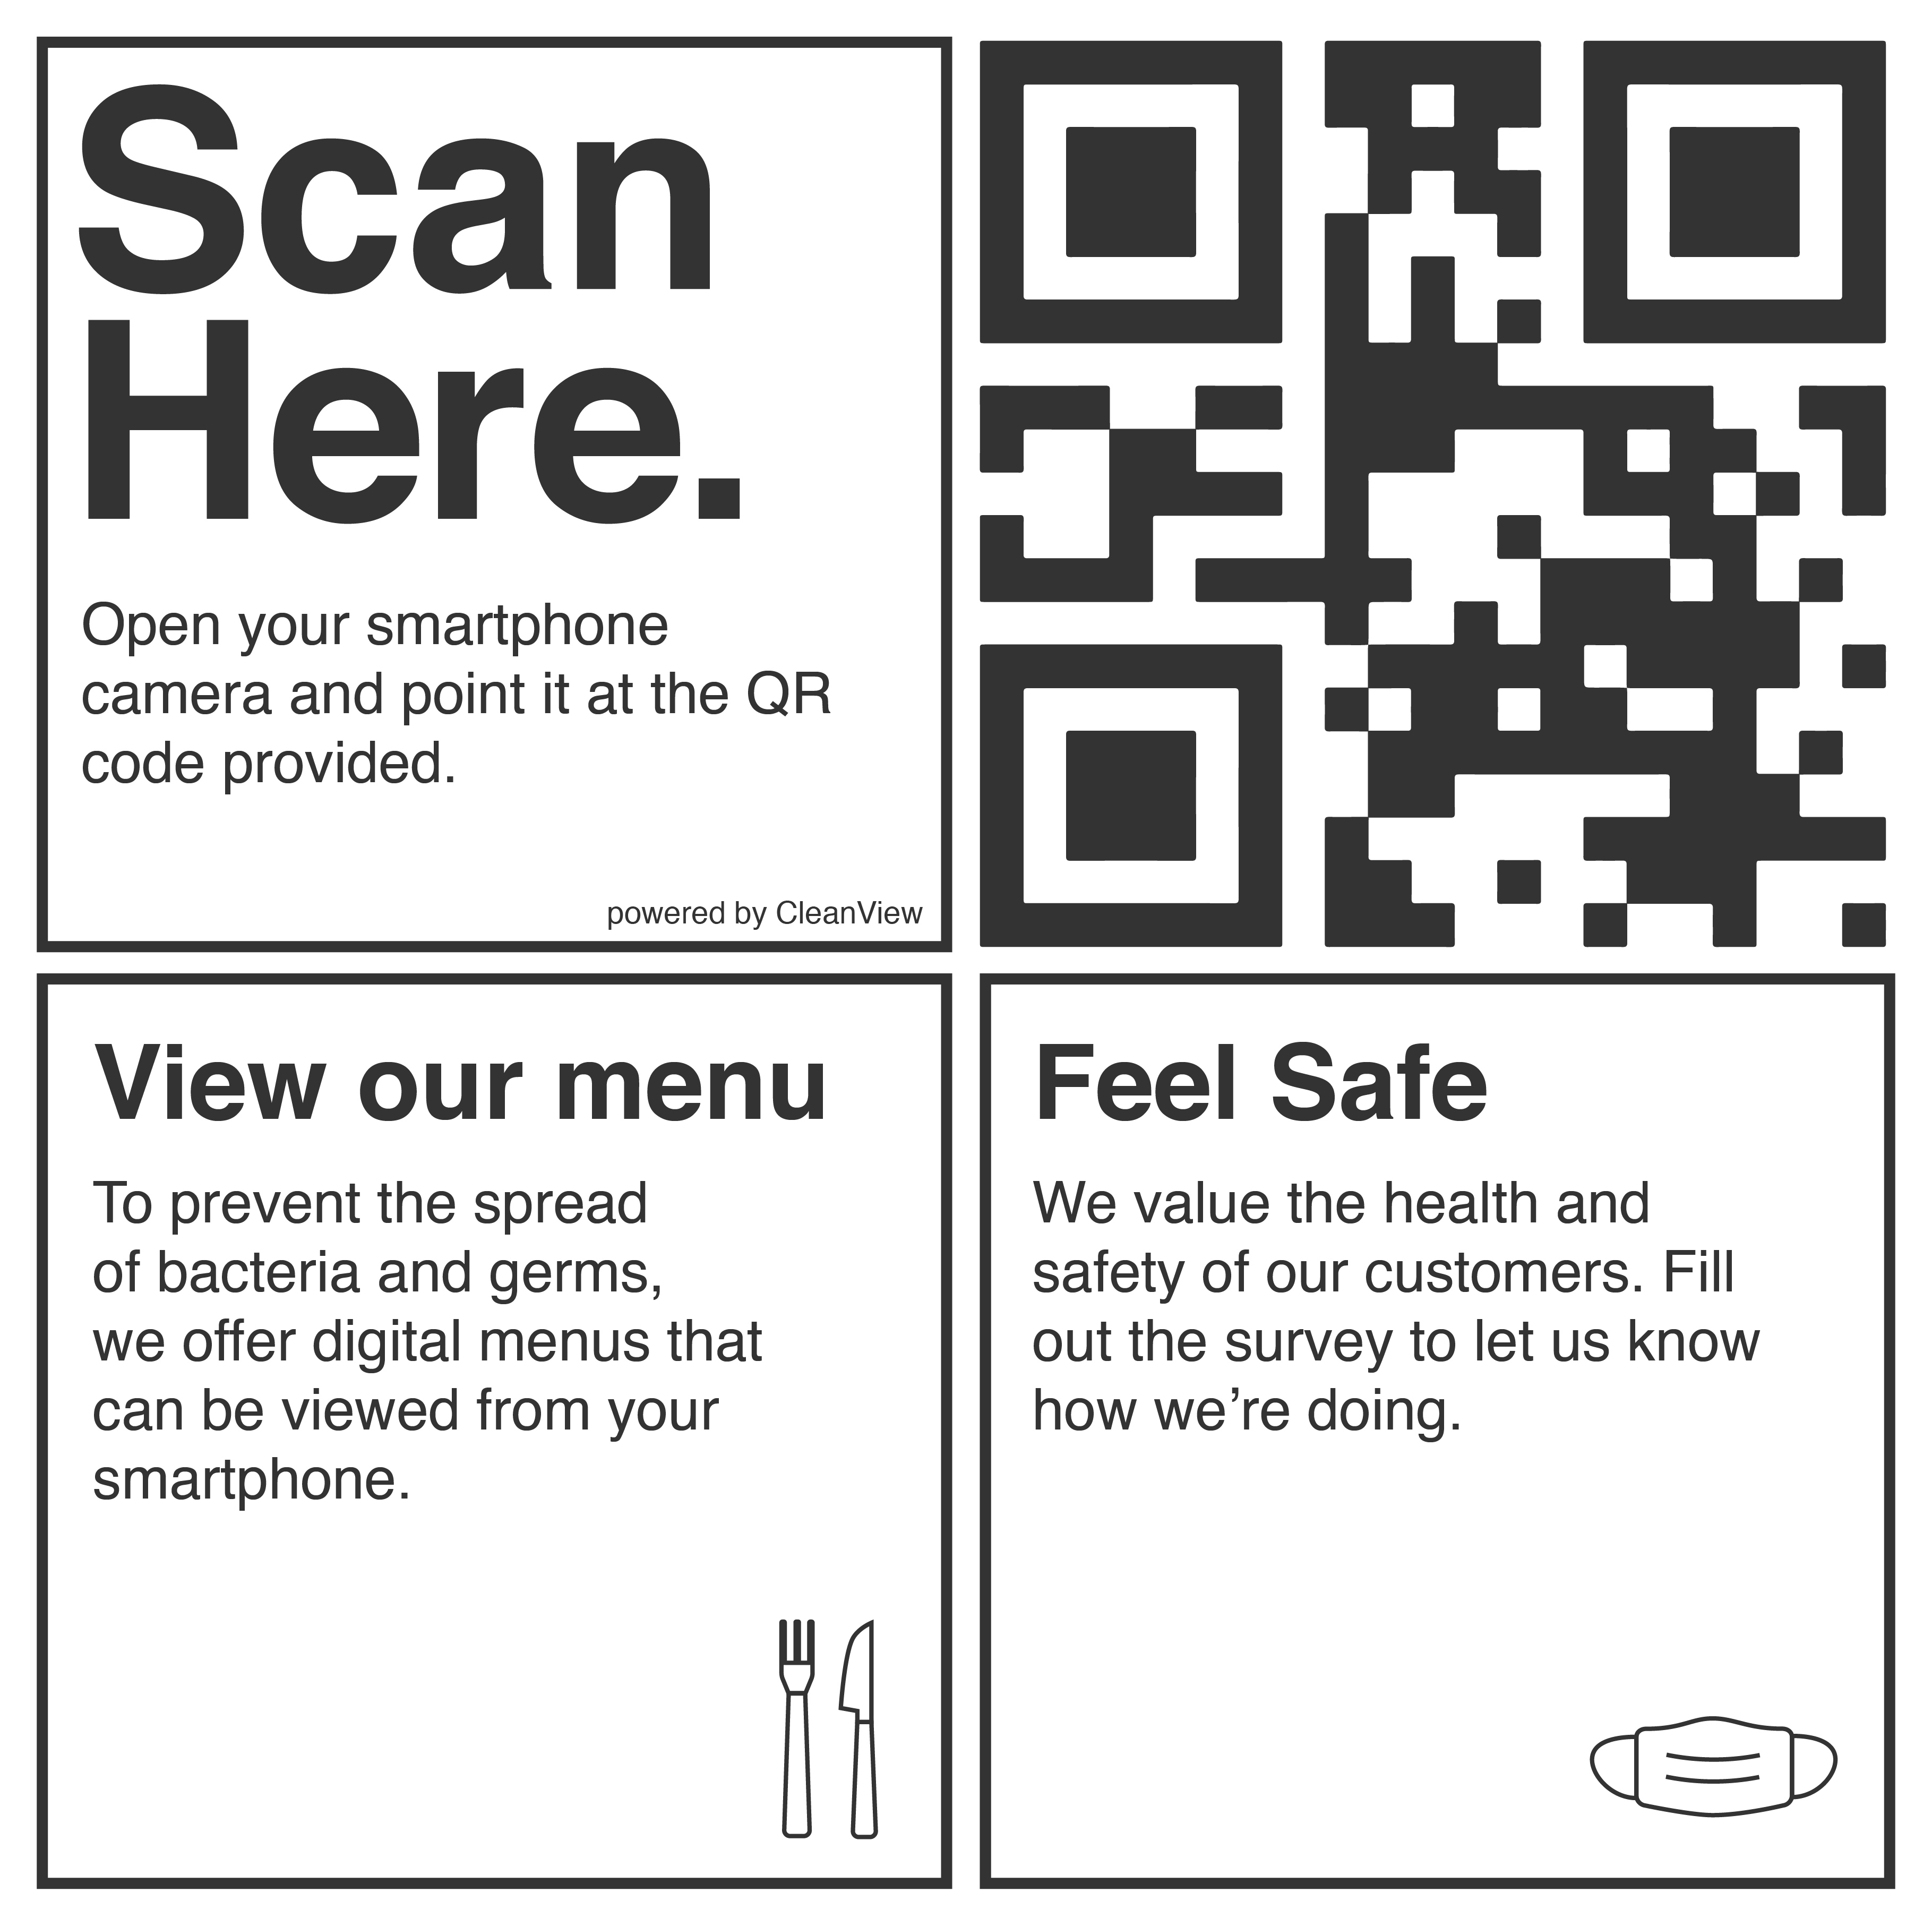 Scan
Here.
Open your smartphone
camera and point it at the QR
code provided.
powered by CleanView
View our menu
To prevent the spread
of bacteria and germs,
we offer digital menus that
can be viewed from your
smartphone.
Feel Safe
We value the health and
safety of our customers. Fill
out the survey to let us know
how we’re doing.